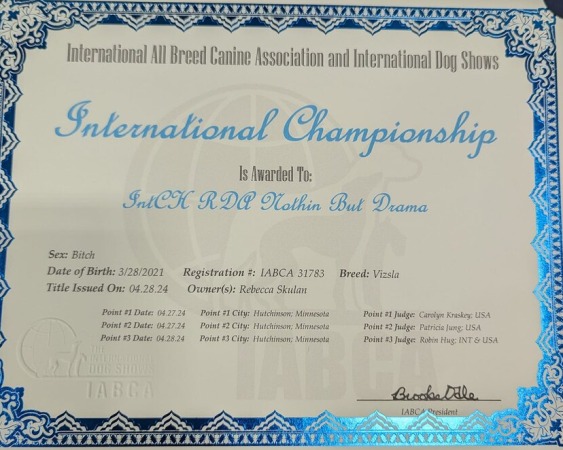 International All Breed Canine Association and International Dog Shows
International Championship
Is Awarded To:
IntCH RDA Nothin But Drama
Sex: Bitch
Date of Birth: 3/28/2021 Registration #: IABCA 31783 Breed: Vizsla
Title Issued On: 04.28.24 Owner(s): Rebecca Skulan
Point #1 Date: 04.27.24 Point #1 City: Hutchinson; Minnesota Point #1 Judge: Carolyn Kraskey; USA
Point #2 Date: 04.27.24 Point #2 City: Hutchinson; Minnesota Point #2 Judge: Patricia Jung; USA
Point #3 Date: 04.28.24 Point #3 City: Hutchinson; Minnesota Point #3 Judge: Robin Hug; INT & USA
DOG SHOWS
IABCA
IABCA
IABCA President